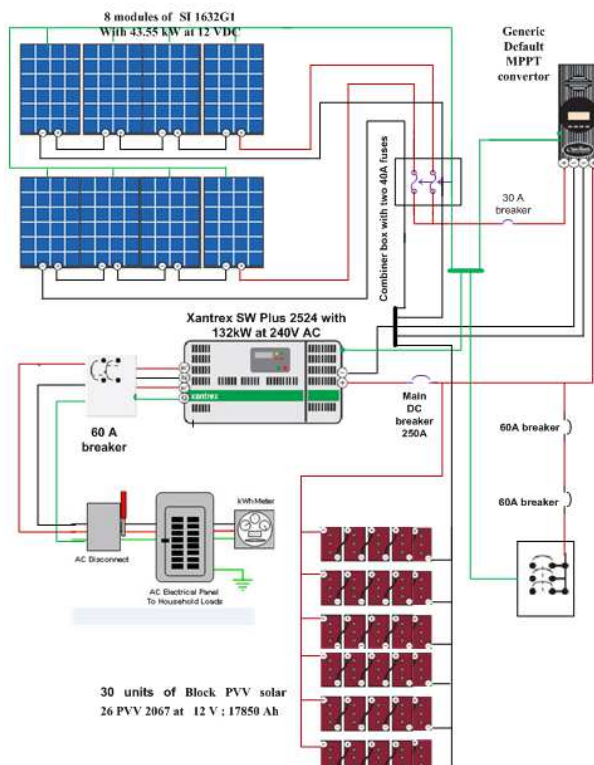 8 modules of SI 1632G1
With 43.55 kW at 12 VDC
Generic
Default
MPPT
convertor
Combiner box with two 40A fuses
30 A
breaker
Xantrex SW Plus 2524 with
132kW at 240V AC
xantrex
60 A
breaker
Main
DC
breaker
250A
60A breaker
60A breaker
kWh Meter
AC Disconnect
AC Electrical Panel
To Household Loads
30 units of Block PVV solar
26 PVV 2067 at 12 V ; 17850 Ah